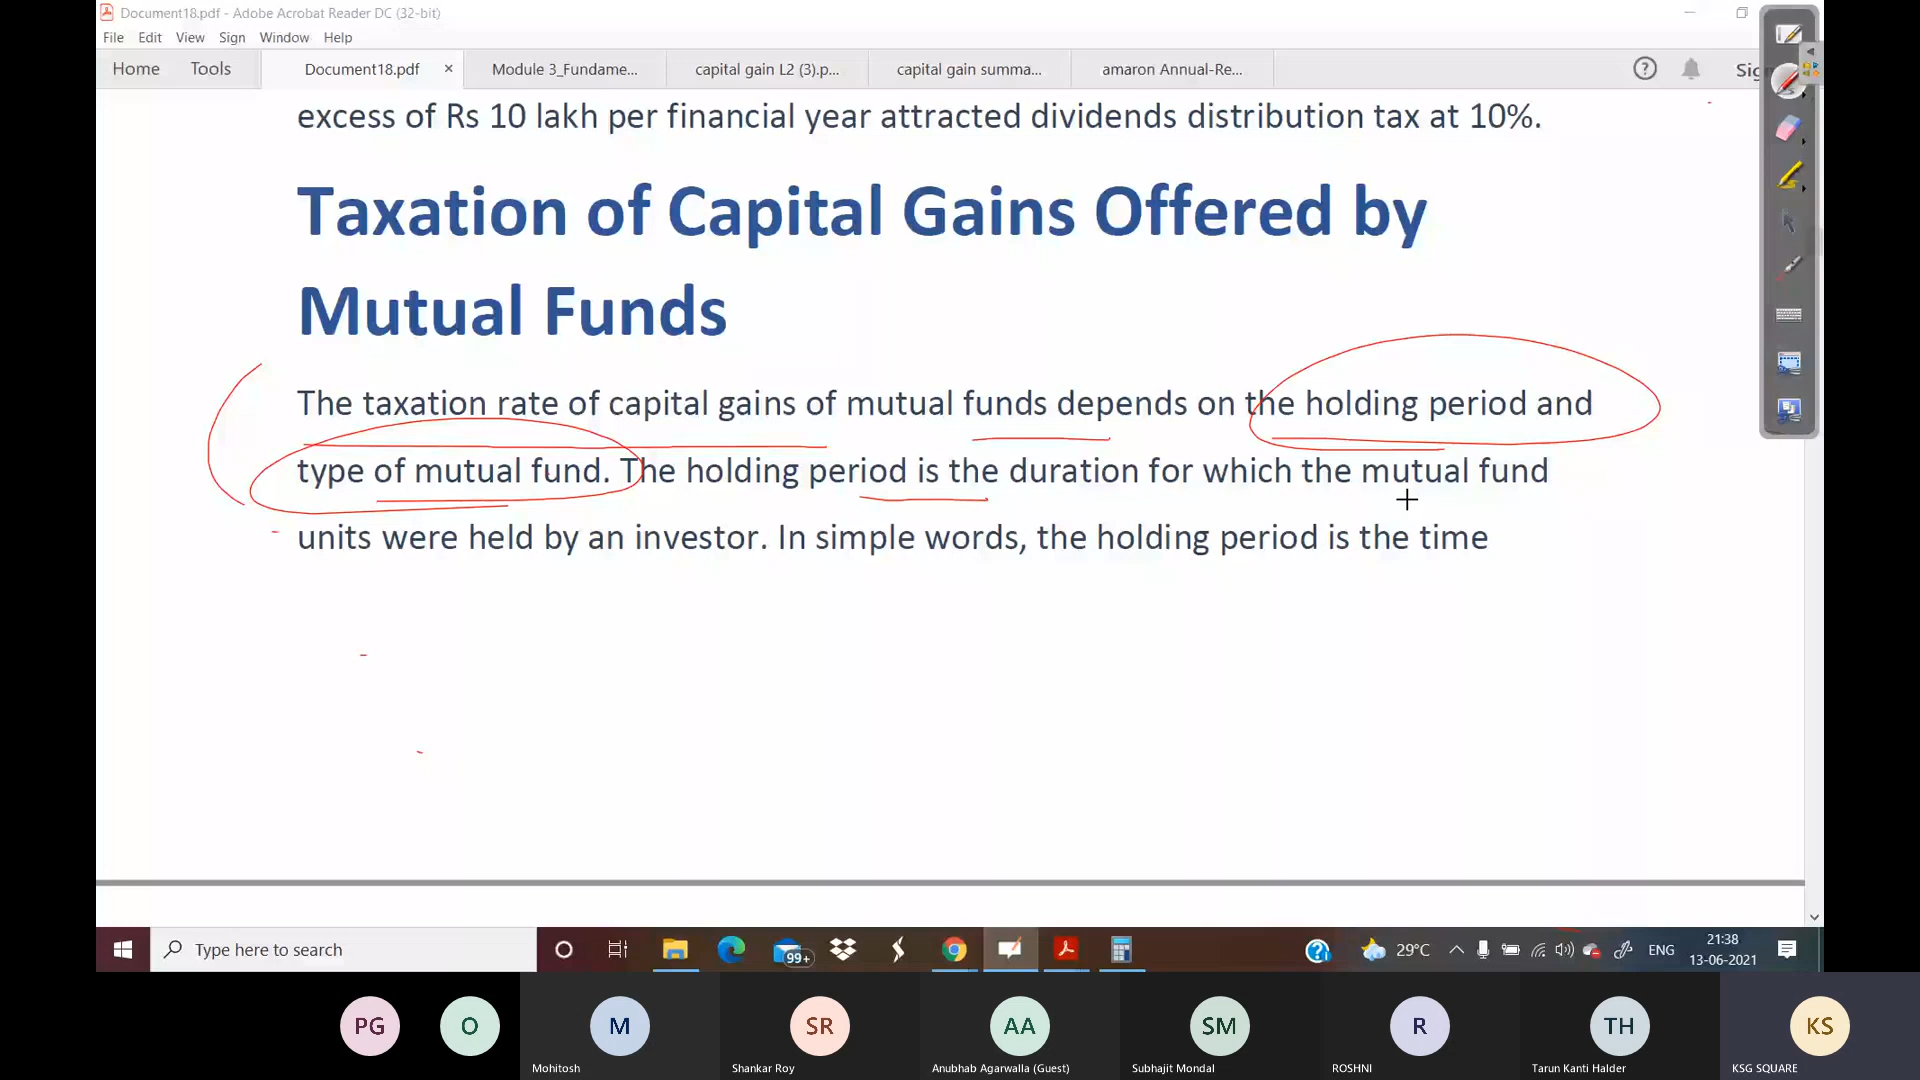 Document18.pdf - Adobe Acrobat Reader DC (32-bit)
File Edit View Sign Window Help
Home Tools Document18.pdf × Module 3_Fundame... capital gain L2 (3).p... capital gain summa... amaron Annual-Re...
excess of Rs 10 lakh per financial year attracted dividends distribution tax at 10%.
Taxation of Capital Gains Offered by
Mutual Funds
The taxation rate of capital gains of mutual funds depends on the holding period and
type of mutual fund. The holding period is the duration for which the mutual fund
units were held by an investor. In simple words, the holding period is the time
Type here to search
99+
29°C
ENG
21:38
13-06-2021
PG O M SR AA SM R TH KS
Mohitosh Shankar Roy Anubhab Agarwalla (Guest) Subhajit Mondal ROSHNI Tarun Kanti Halder KSG SQUARE